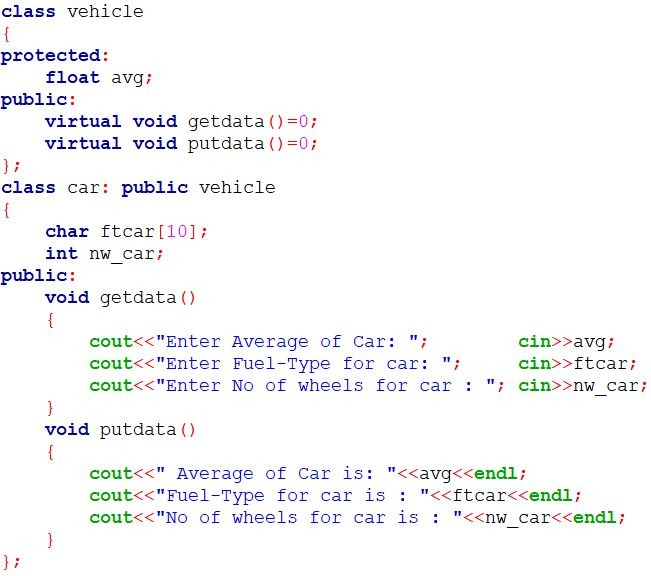 class vehicle
{
protected:
    float avg;
public:
    virtual void getdata()=0;
    virtual void putdata()=0;
};
class car: public vehicle
{
    char ftcar[10];
    int nw_car;
public:
    void getdata()
    {
        cout<<"Enter Average of Car: ";        cin>>avg;
        cout<<"Enter Fuel-Type for car: ";     cin>>ftcar;
        cout<<"Enter No of wheels for car : "; cin>>nw_car;
    }
    void putdata()
    {
        cout<<" Average of Car is: "<<avg<<endl;
        cout<<"Fuel-Type for car is : "<<ftcar<<endl;
        cout<<"No of wheels for car is : "<<nw_car<<endl;
    }
};